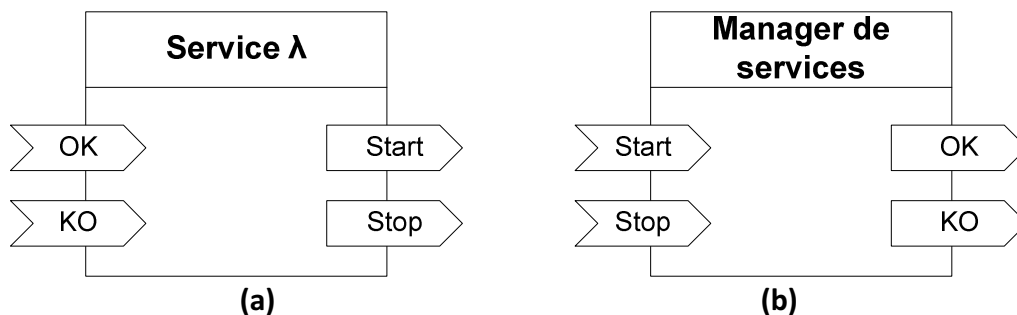 Service λ
OK
Start
KO
Stop
(a)
Manager de
services
Start
OK
Stop
KO
(b)